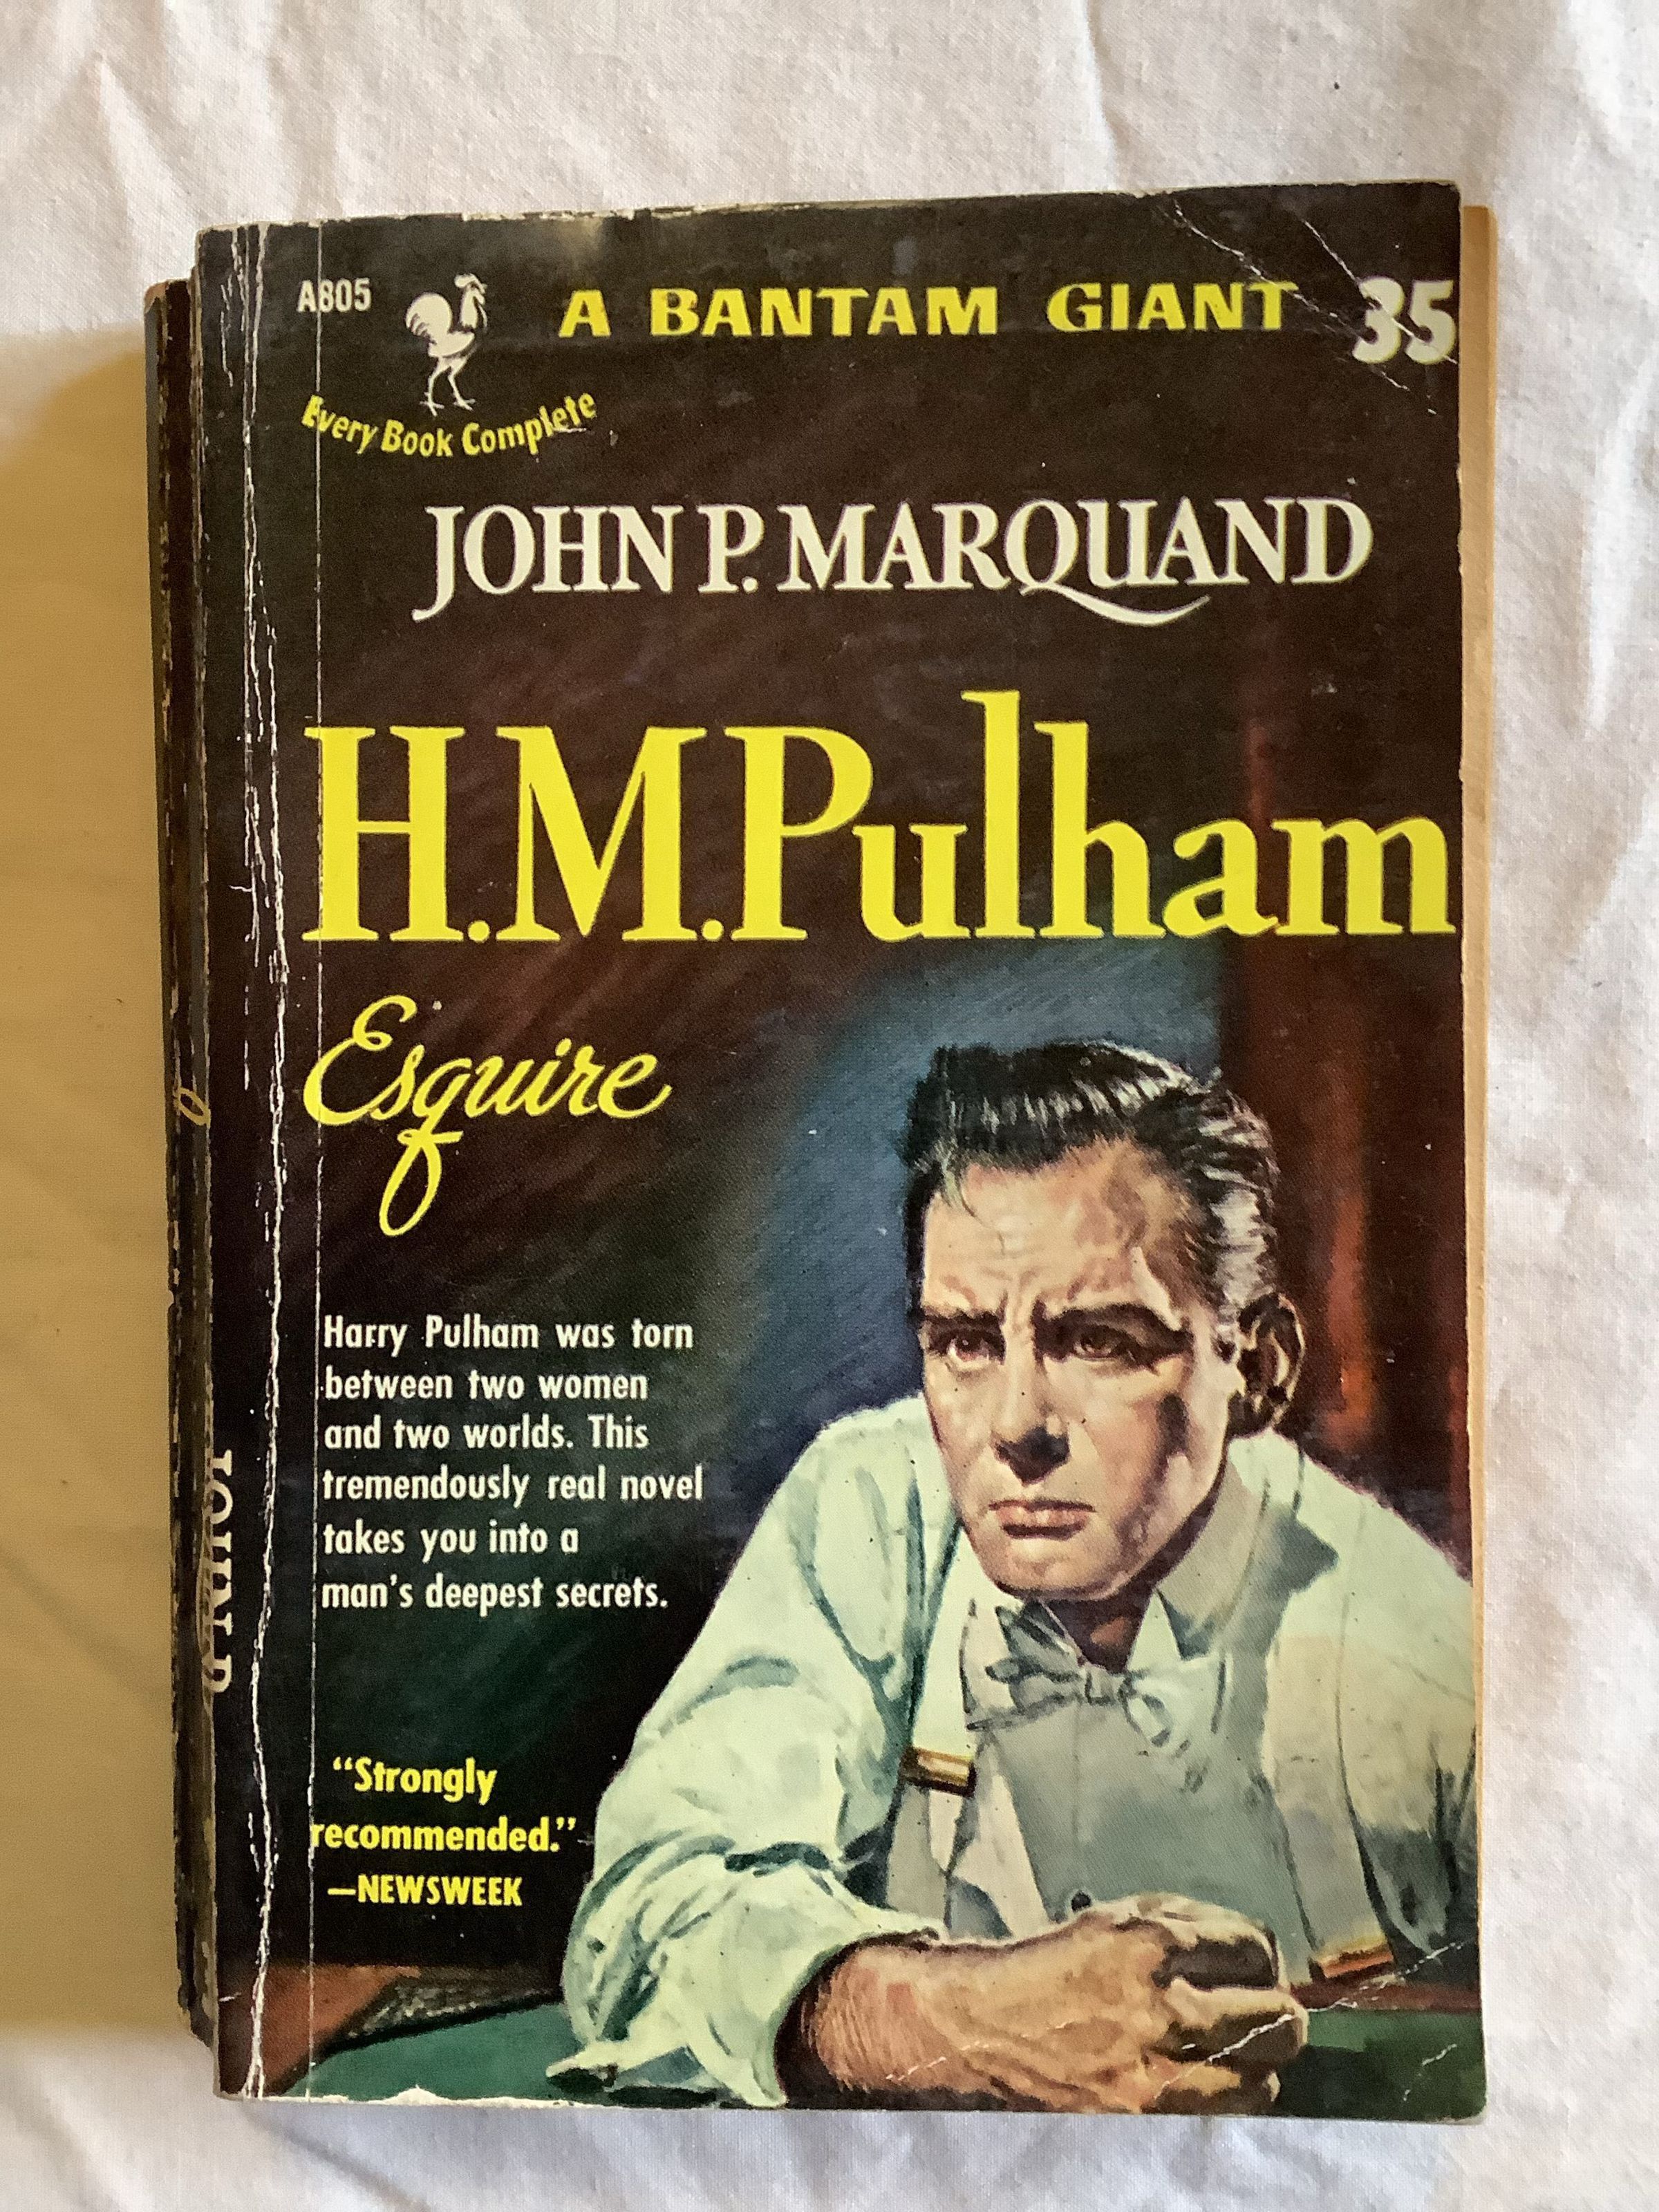 A805
A BANTAM GIANT
35
Every Book Complete
JOHN P. MARQUAND
H.M. Pulham
Esquire
Harry Pulham was torn
between two women
and two worlds. This
tremendously real novel
takes you into a
man's deepest secrets.
“Strongly
recommended.”
—NEWSWEEK
JOHN P.